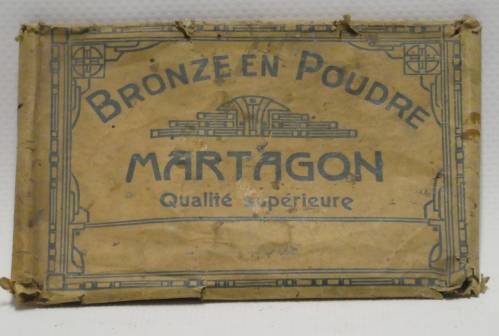 BRONZE EN POUDRE
MARTAGON
Qualité supérieure